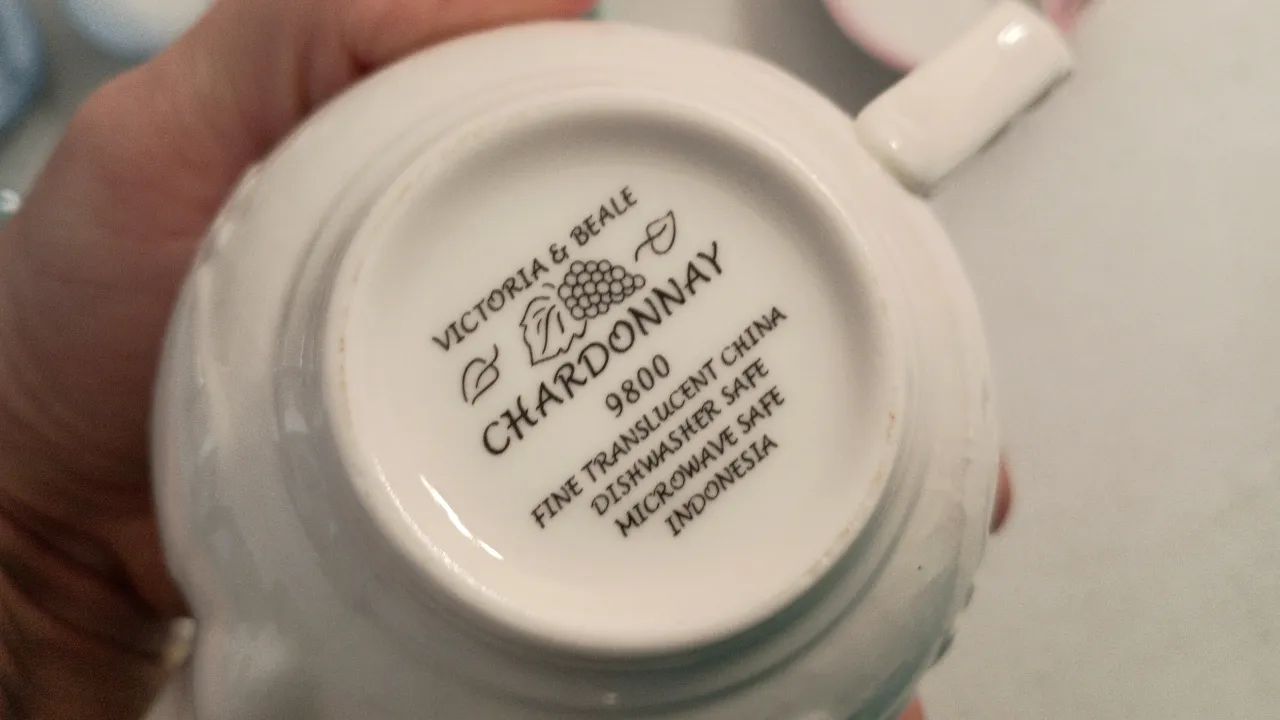 VICTORIA & BEALE
CHARDONNAY
9800
FINE TRANSLUCENT CHINA
DISHWASHER SAFE
MICROWAVE SAFE
INDONESIA